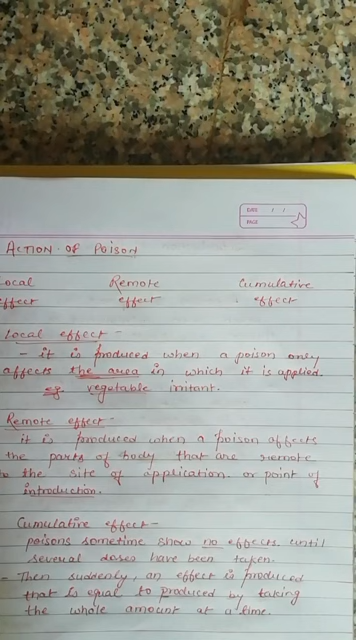 DATE / /
PAGE
ACTION OF POISON
ocal Remote Cumulative
effect effect effect
Local effect -
- it is produced when a poison only
affects the area in which it is applied.
eg. vegetable irritant.
Remote effect -
it is produced when a poison affects
the parts of body that are remote
to the site of application or point of
introduction.
Cumulative effect -
poisons sometime show no effects until
several doses have been taken.
- Then suddenly, an effect is produced
that is equal to produced by taking
the whole amount at a time.